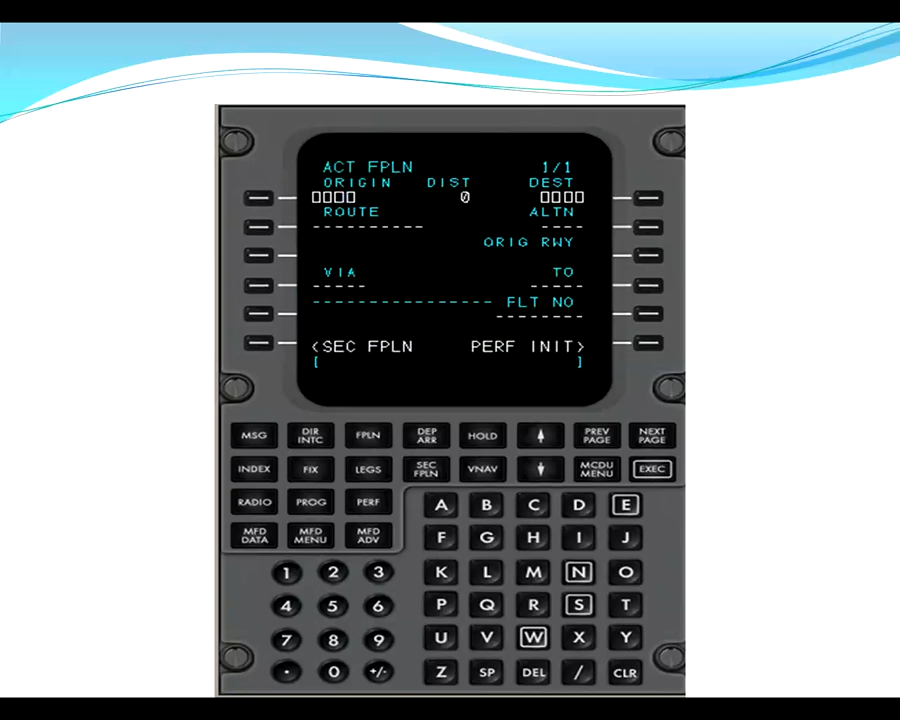 ACT FPLN 1/1
ORIGIN DIST DEST
▯▯▯▯ 0 ▯▯▯▯
ROUTE ALTN
---------- ----
ORIG RWY
VIA TO
----- -----
---------------- FLT NO
--------
<SEC FPLN PERF INIT>
[ ]
MSG DIR INTC FPLN DEP ARR HOLD PREV PAGE NEXT PAGE
INDEX FIX LEGS SEC FPLN VNAV MCDU MENU EXEC
RADIO PROG PERF
MFD DATA MFD MENU MFD ADV
A B C D E
F G H I J
1 2 3 K L M N O
4 5 6 P Q R S T
7 8 9 U V W X Y
. 0 +/- Z SP DEL / CLR